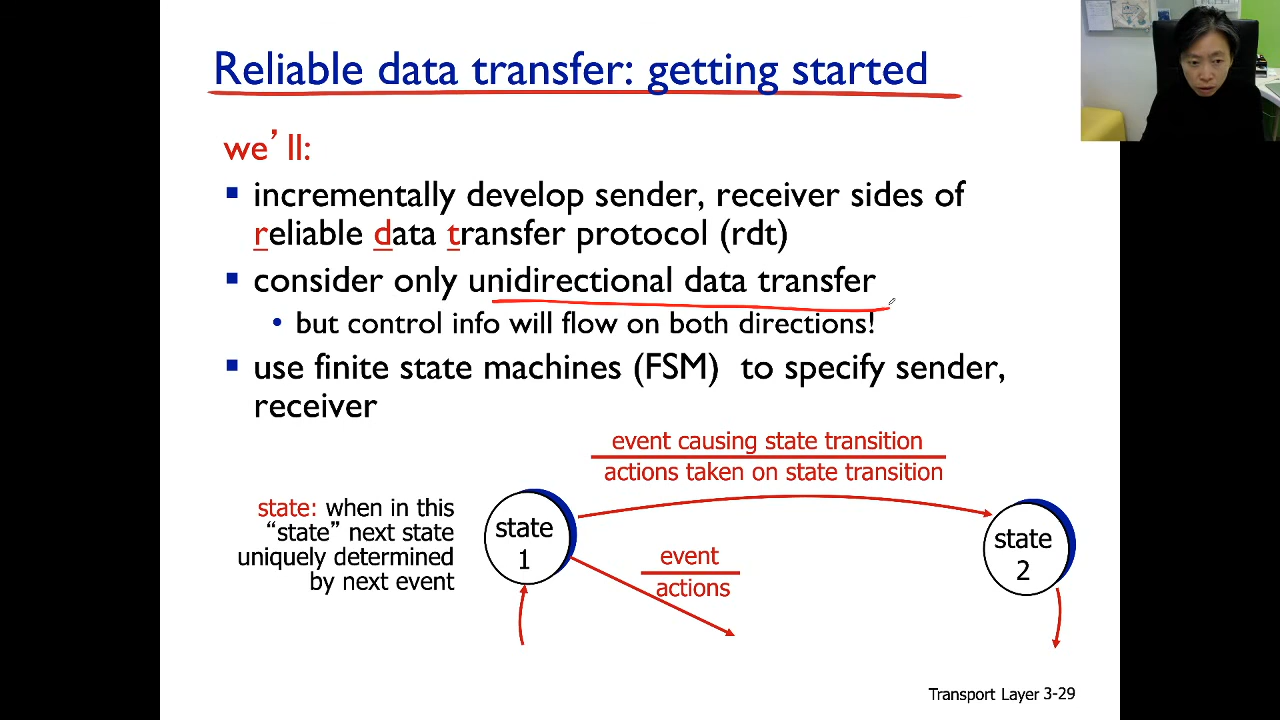 Reliable data transfer: getting started
we’ll:
▪ incrementally develop sender, receiver sides of
reliable data transfer protocol (rdt)
▪ consider only unidirectional data transfer
• but control info will flow on both directions!
▪ use finite state machines (FSM) to specify sender,
receiver
event causing state transition
actions taken on state transition
state: when in this
“state” next state
uniquely determined
by next event
state
1
event
actions
state
2
Transport Layer 3-29